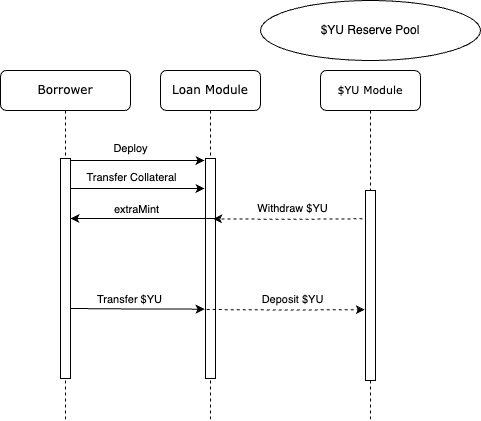 $YU Reserve Pool
Borrower
Loan Module
$YU Module
Deploy
Transfer Collateral
extraMint
Withdraw $YU
Transfer $YU
Deposit $YU